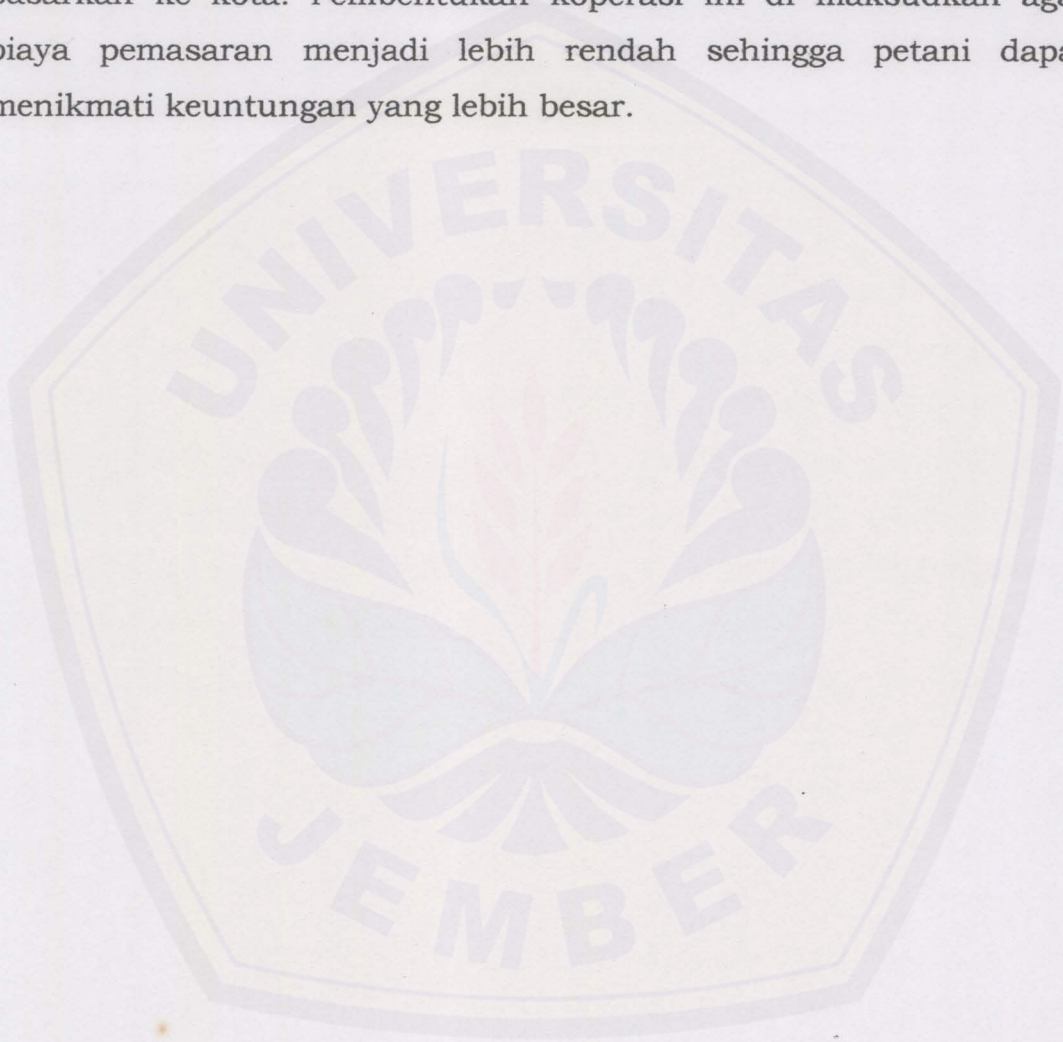 pasarkan ke kota. Pembentukan koperasi ini di maksudkan aga
biaya pemasaran menjadi lebih rendah sehingga petani dapa
menikmati keuntungan yang lebih besar.
UNIVERSITAS
JEMBER